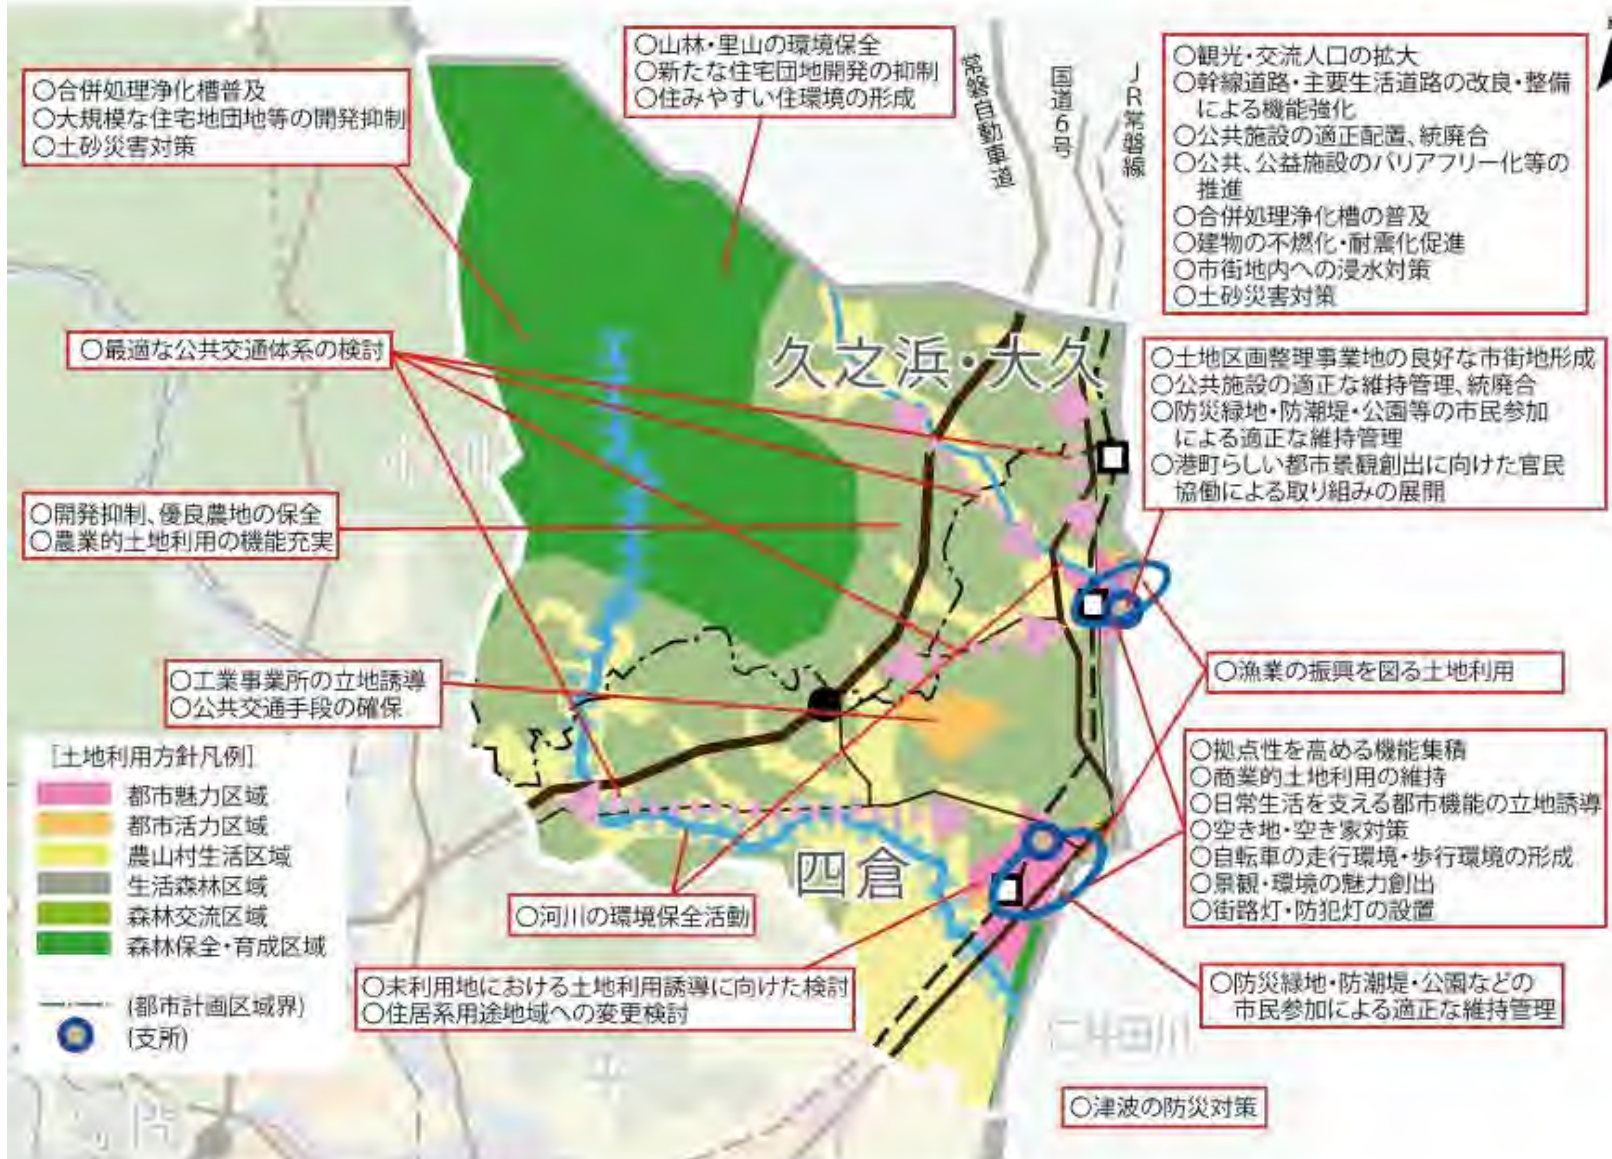 ○合併処理浄化槽普及
○大規模な住宅地団地等の開発抑制
○土砂災害対策
○山林・里山の環境保全
○新たな住宅団地開発の抑制
○住みやすい住環境の形成
常磐自動車道
国道6号
JR常磐線
○観光・交流人口の拡大
○幹線道路・主要生活道路の改良・整備
による機能強化
○公共施設の適正配置、統廃合
○公共、公益施設のバリアフリー化等の
推進
○合併処理浄化槽の普及
○建物の不燃化・耐震化促進
○市街地内への浸水対策
○土砂災害対策
○最適な公共交通体系の検討
久之浜・大久
○土地区画整理事業地の良好な市街地形成
○公共施設の適正な維持管理、統廃合
○防災緑地・防潮堤・公園等の市民参加
による適正な維持管理
○港町らしい都市景観創出に向けた官民
協働による取り組みの展開
小川
○開発抑制、優良農地の保全
○農業的土地利用の機能充実
○工業事業所の立地誘導
○公共交通手段の確保
○漁業の振興を図る土地利用
[土地利用方針凡例]
都市魅力区域
都市活力区域
農山村生活区域
生活森林区域
森林交流区域
森林保全・育成区域
(都市計画区域界)
(支所)
○拠点性を高める機能集積
○商業的土地利用の維持
○日常生活を支える都市機能の立地誘導
○空き地・空き家対策
○自転車の走行環境・歩行環境の形成
○景観・環境の魅力創出
○街路灯・防犯灯の設置
四倉
○河川の環境保全活動
○未利用地における土地利用誘導に向けた検討
○住居系用途地域への変更検討
○防災緑地・防潮堤・公園などの
市民参加による適正な維持管理
仁井田川
平
内
○津波の防災対策